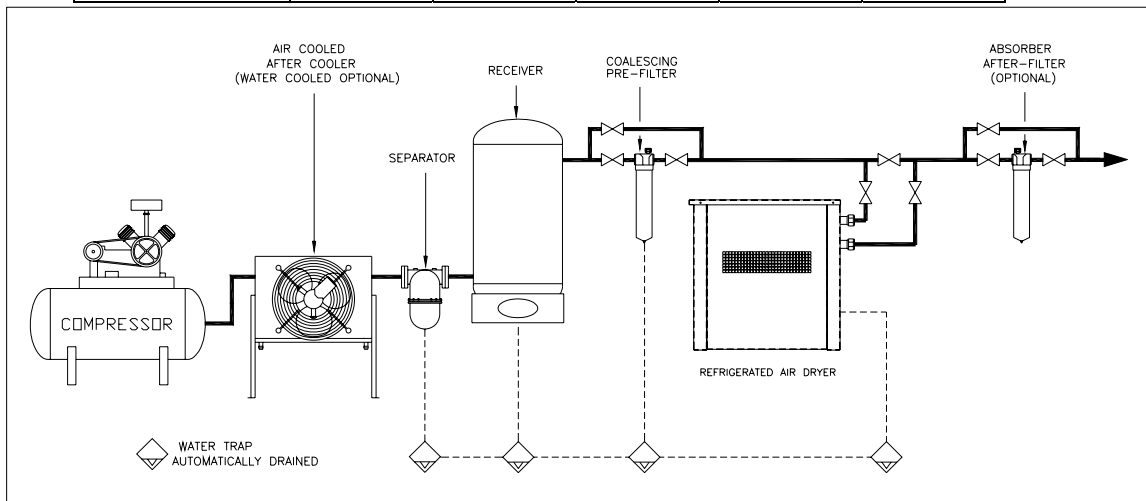 AIR COOLED
AFTER COOLER
(WATER COOLED OPTIONAL)
RECEIVER
COALESCING
PRE-FILTER
ABSORBER
AFTER-FILTER
(OPTIONAL)
SEPARATOR
COMPRESSOR
REFRIGERATED AIR DRYER
WATER TRAP
AUTOMATICALLY DRAINED